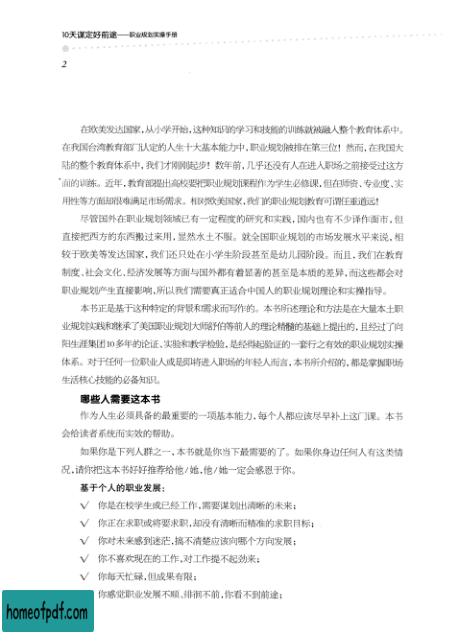 10天谋定好前途——职业规划实操手册
2
在欧美发达国家，从小学开始，这种知识的学习和技能的训练就被融入整个教育体系中。
在我国台湾教育部门认定的人生十大基本能力中，职业规划被排在第三位！然而，在我国大
陆的整个教育体系中，我们才刚刚起步！数年前，几乎还没有人在进入职场之前接受过这方
面的训练。近年，教育部提出高校要把职业规划课程作为学生必修课，但在师资、专业度、实
用性等方面却很难满足市场需求。相对欧美国家，我们的职业规划教育可谓任重道远！
尽管国外在职业规划领域已有一定程度的研究和实践，国内也有不少译作面市，但
直接把西方的东西搬过来用，显然水土不服。就全国职业规划的市场发展水平来说，相
较于欧美等发达国家，我们还只处在小学生阶段甚至是幼儿园阶段。而且，我们在教育
制度、社会文化、经济发展等方面与国外都有着显著的甚至是本质的差异，而这些都会对
职业规划产生直接影响，所以我们需要真正适合中国人的职业规划理论和实操指导。
本书正是基于这种特定的背景和需求而写作的。本书所述理论和方法是在大量本土职
业规划实践和继承了美国职业规划大师舒伯等前人的理论精髓的基础上提出的，且经过了向
阳生涯集团10多年的论证、实验和教学检验，是经得起验证的一套行之有效的职业规划实操
体系。对于任何一位职业人或是即将进入职场的年轻人而言，本书所介绍的，都是掌握职场
生活核心技能的必备知识。
哪些人需要这本书
作为人生必须具备的最重要的一项基本能力，每个人都应该尽早补上这门课。本书
会给读者系统而实效的帮助。
如果你是下列人群之一，本书就是你当下最需要的了。如果你身边任何人有这类情
况，请你把这本书好好推荐给他/她，他/她一定会感恩于你。
基于个人的职业发展：
√ 你是在校学生或已经工作，需要谋划出清晰的未来；
√ 你正在求职或将要求职，却没有清晰而精准的求职目标；
√ 你对未来感到迷茫，搞不清楚应该向哪个方向发展；
√ 你不喜欢现在的工作，对工作提不起劲来；
√ 你每天忙碌，但成果有限；
你感觉职业发展不顺、徘徊不前，你看不到前途；
homeofpdf.com